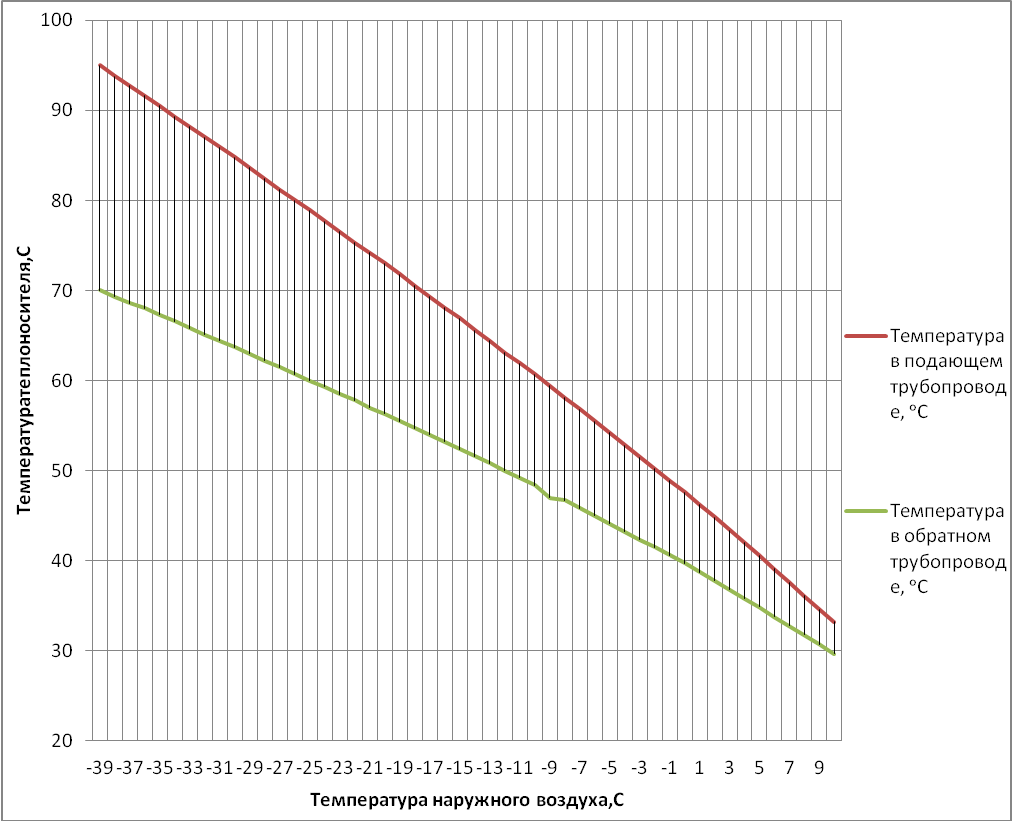 100
90
80
70
60
50
40
30
20
Температуратеплоносителя,С
-39 -37 -35 -33 -31 -29 -27 -25 -23 -21 -19 -17 -15 -13 -11 -9 -7 -5 -3 -1 1 3 5 7 9
Температура наружного воздуха,С
Температура
в подающем
трубопровод
е, °С
Температура
в обратном
трубопровод
е, °С